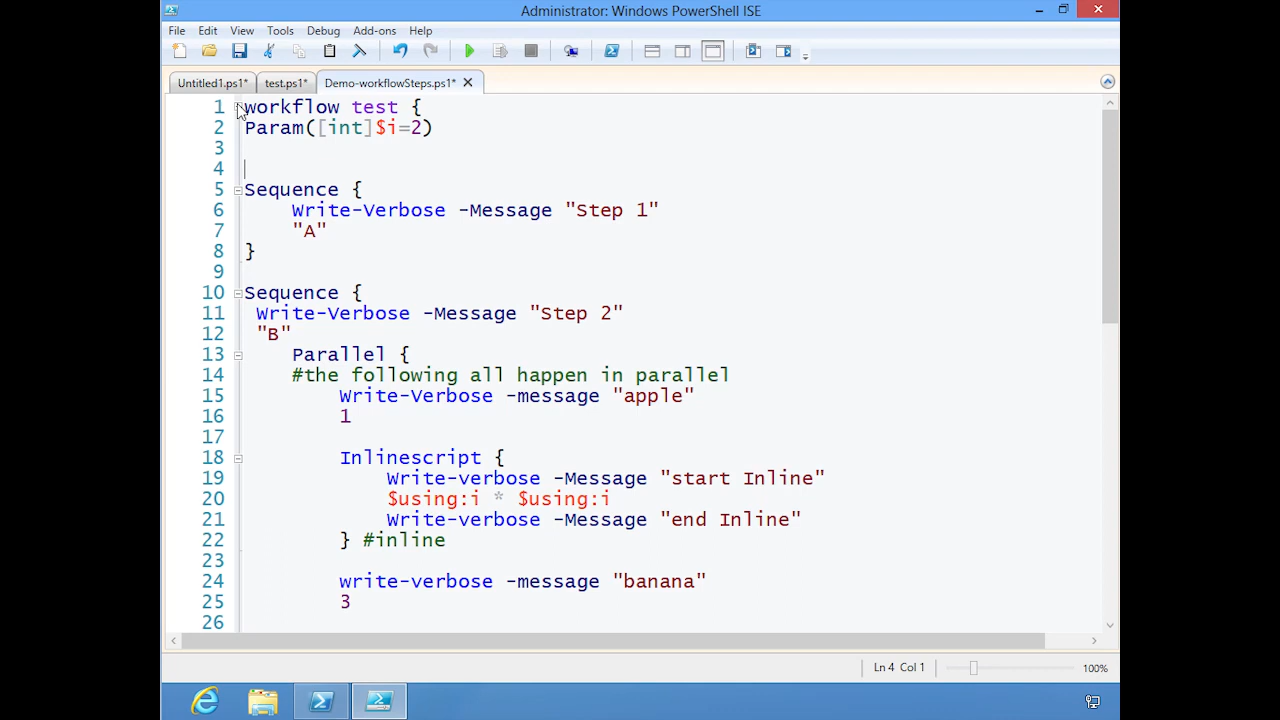 Administrator: Windows PowerShell ISE
File Edit View Tools Debug Add-ons Help
Untitled1.ps1* test.ps1* Demo-workflowSteps.ps1*
1 workflow test {
2 Param([int]$i=2)
3
4
5 Sequence {
6 Write-Verbose -Message "Step 1"
7 "A"
8 }
9
10 Sequence {
11 Write-Verbose -Message "Step 2"
12 "B"
13 Parallel {
14 #the following all happen in parallel
15 Write-Verbose -message "apple"
16 1
17
18 Inlinescript {
19 Write-verbose -Message "start Inline"
20 $using:i * $using:i
21 Write-verbose -Message "end Inline"
22 } #inline
23
24 write-verbose -message "banana"
25 3
26
Ln 4 Col 1 100%